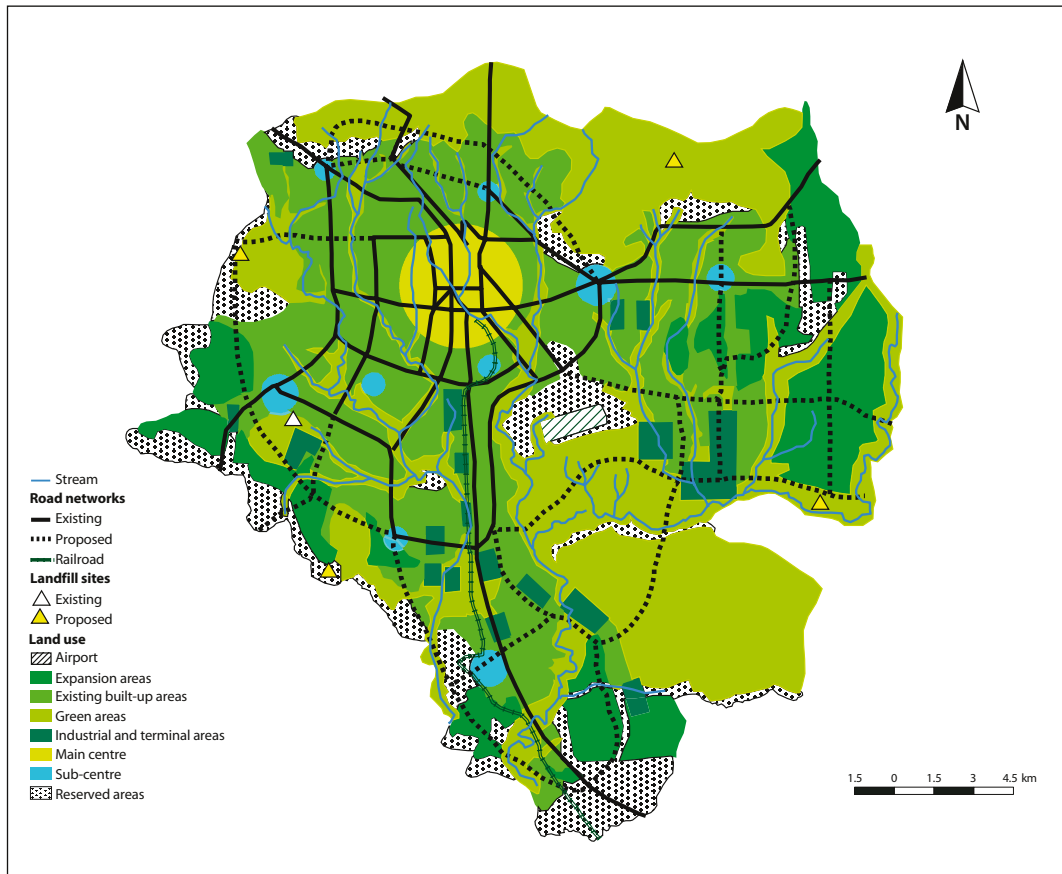 N
Stream
Road networks
Existing
Proposed
Railroad
Landfill sites
Existing
Proposed
Land use
Airport
Expansion areas
Existing built-up areas
Green areas
Industrial and terminal areas
Main centre
Sub-centre
Reserved areas
1.5 0 1.5 3 4.5 km